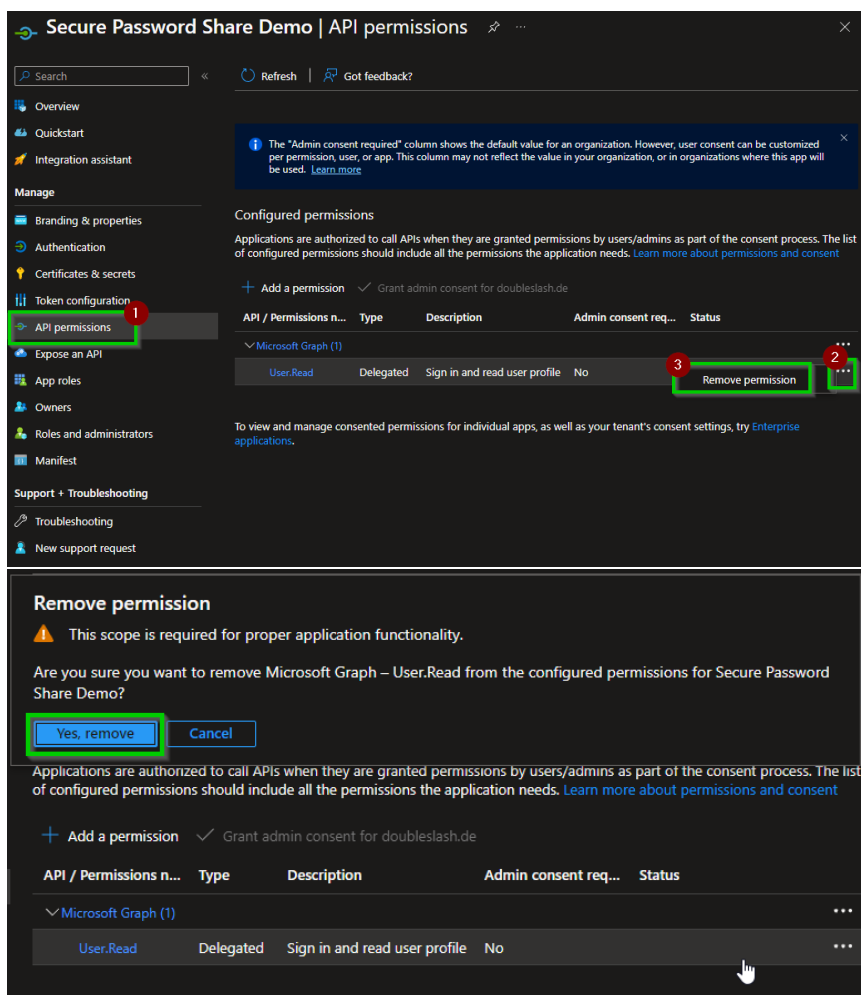 Secure Password Share Demo | API permissions
Search
Refresh
Got feedback?
Overview
Quickstart
Integration assistant
Manage
Branding & properties
Authentication
Certificates & secrets
Token configuration
API permissions
1
Expose an API
App roles
Owners
Roles and administrators
Manifest
Support + Troubleshooting
Troubleshooting
New support request
The "Admin consent required" column shows the default value for an organization. However, user consent can be customized
per permission, user, or app. This column may not reflect the value in your organization, or in organizations where this app will
be used. Learn more
Configured permissions
Applications are authorized to call APIs when they are granted permissions by users/admins as part of the consent process. The list
of configured permissions should include all the permissions the application needs. Learn more about permissions and consent
Add a permission
Grant admin consent for doubleslash.de
API / Permissions n... Type Description Admin consent req... Status
Microsoft Graph (1)
User.Read Delegated Sign in and read user profile No
3
Remove permission
2
To view and manage consented permissions for individual apps, as well as your tenant's consent settings, try Enterprise
applications.
Remove permission
This scope is required for proper application functionality.
Are you sure you want to remove Microsoft Graph – User.Read from the configured permissions for Secure Password
Share Demo?
Yes, remove
Cancel
Applications are authorized to call APIs when they are granted permissions by users/admins as part of the consent process. The list
of configured permissions should include all the permissions the application needs. Learn more about permissions and consent
Add a permission
Grant admin consent for doubleslash.de
API / Permissions n... Type Description Admin consent req... Status
Microsoft Graph (1)
User.Read Delegated Sign in and read user profile No